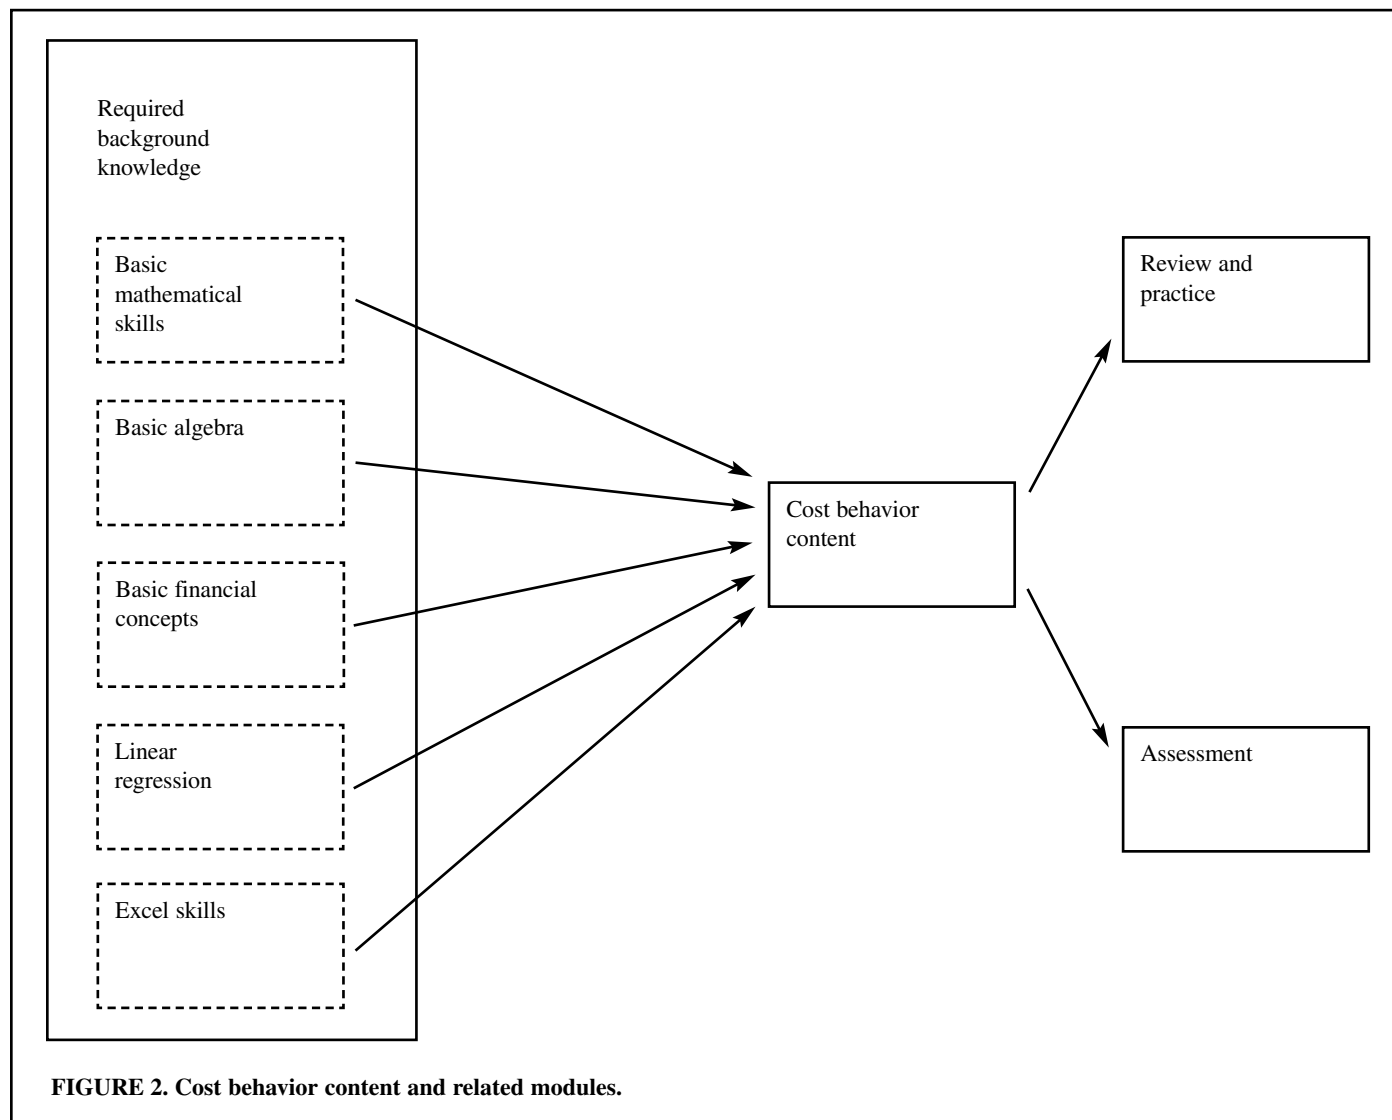 Required
background
knowledge
Basic
mathematical
skills
Basic algebra
Basic financial
concepts
Linear
regression
Excel skills
Cost behavior
content
Review and
practice
Assessment
FIGURE 2. Cost behavior content and related modules.